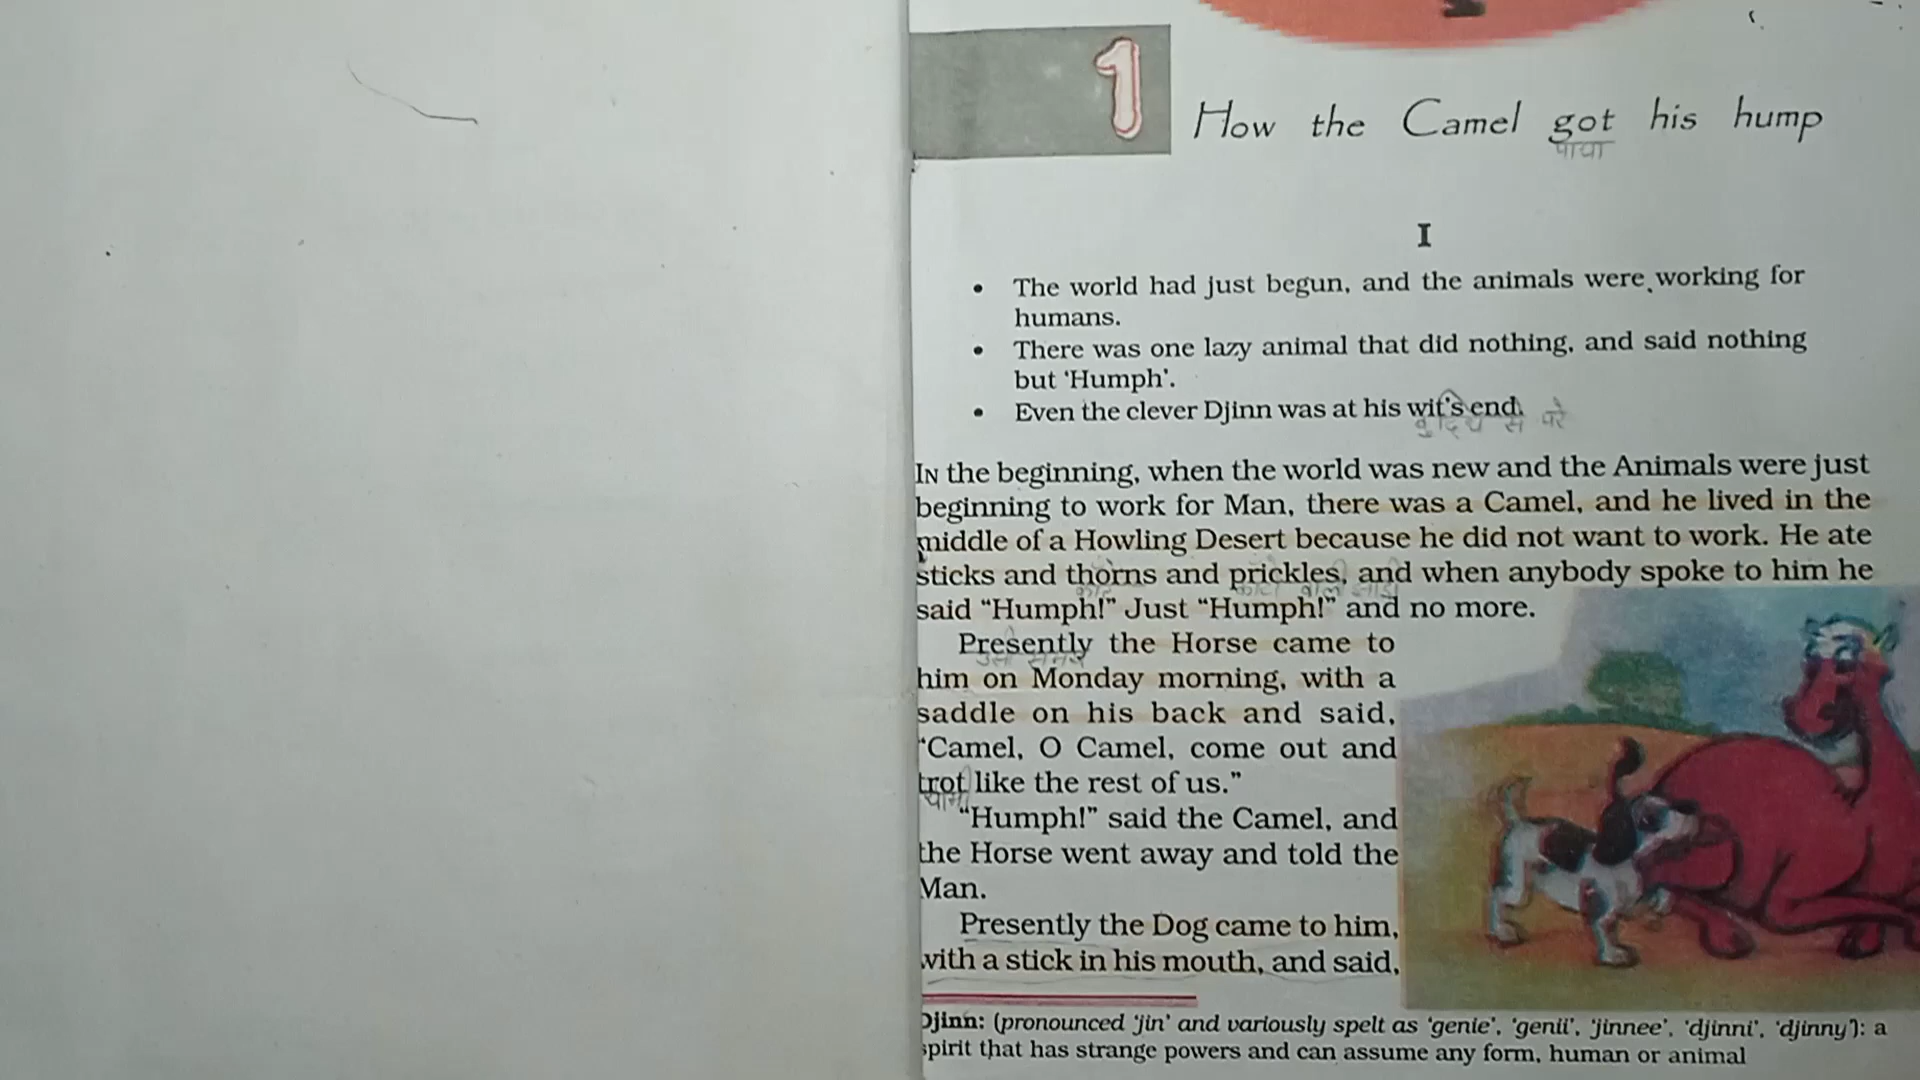 1
How the Camel got his hump
पाया
I
• The world had just begun, and the animals were working for
humans.
• There was one lazy animal that did nothing, and said nothing
but ‘Humph’.
• Even the clever Djinn was at his wit’s end.
से परे
IN the beginning, when the world was new and the Animals were just
beginning to work for Man, there was a Camel, and he lived in the
middle of a Howling Desert because he did not want to work. He ate
sticks and thorns and prickles, and when anybody spoke to him he
said “Humph!” Just “Humph!” and no more.
Presently the Horse came to
him on Monday morning, with a
saddle on his back and said,
“Camel, O Camel, come out and
trot like the rest of us.”
“Humph!” said the Camel, and
the Horse went away and told the
Man.
Presently the Dog came to him,
with a stick in his mouth, and said,
Djinn: (pronounced ‘jin’ and variously spelt as ‘genie’, ‘genii’, ‘jinnee’, ‘djinni’, ‘djinny’): a
spirit that has strange powers and can assume any form, human or animal